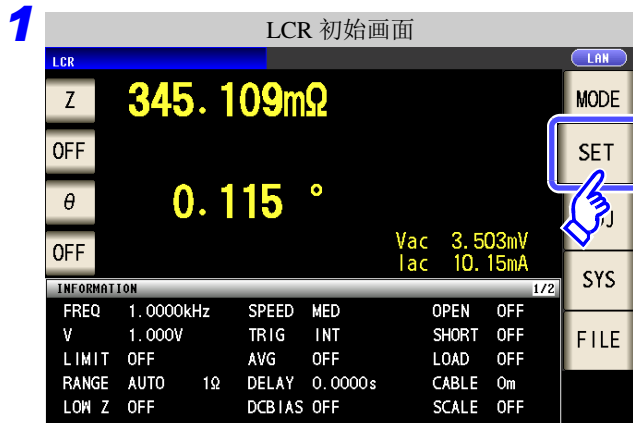 1
LCR 初始画面
LCR
LAN
Z 345.109mΩ
MODE
OFF
SET
θ 0.115 °
OFF
Vac 3.503mV
Iac 10.15mA
SYS
INFORMATION 1/2
FREQ 1.0000kHz SPEED MED OPEN OFF
V 1.000V TRIG INT SHORT OFF
FILE
LIMIT OFF AVG OFF LOAD OFF
RANGE AUTO 1Ω DELAY 0.0000s CABLE 0m
LOW Z OFF DCBIAS OFF SCALE OFF